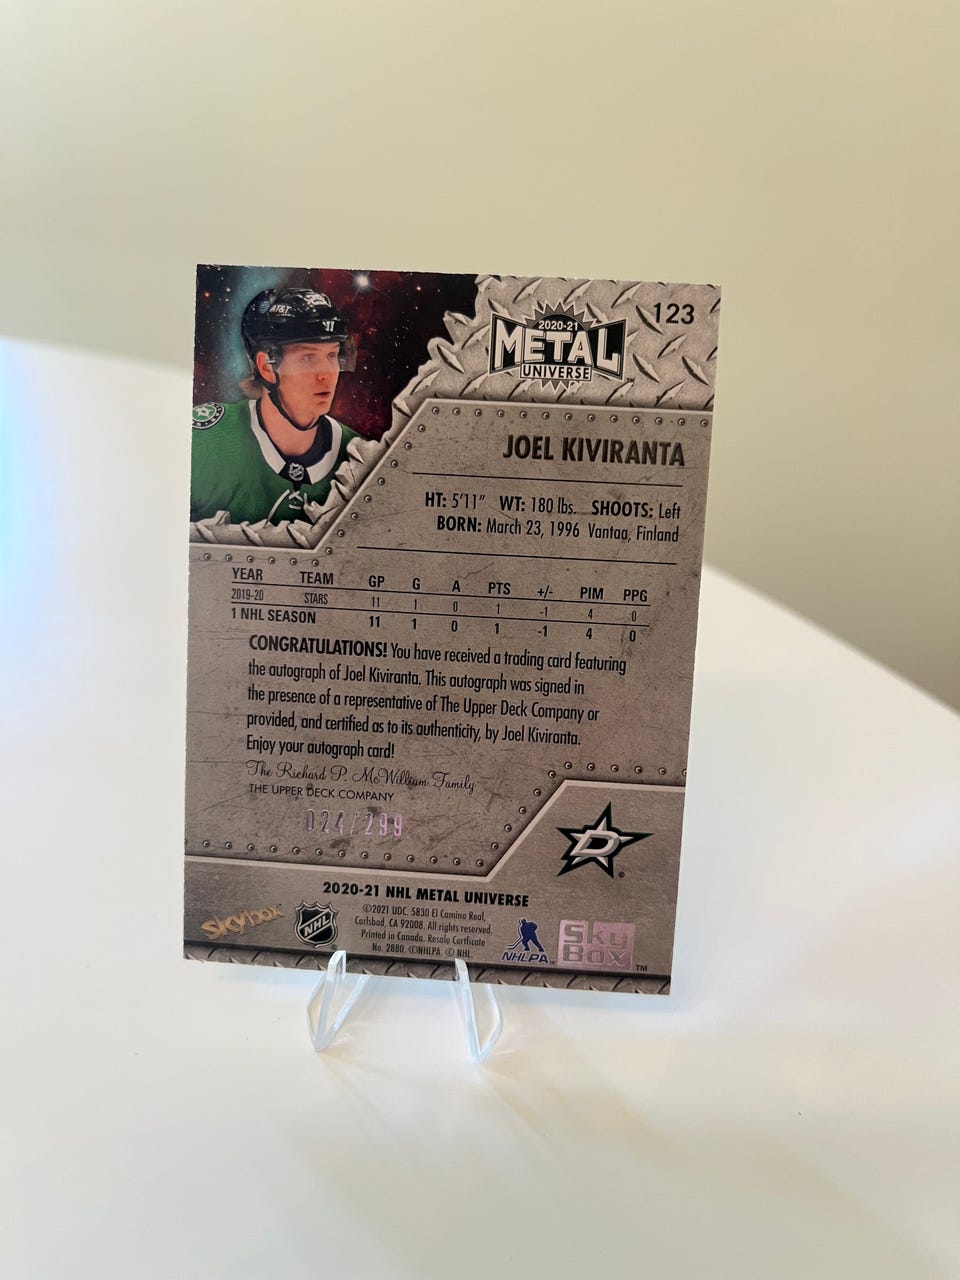 AT&T
123
2020-21
METAL
UNIVERSE
JOEL KIVIRANTA
HT: 5'11" WT: 180 lbs. SHOOTS: Left
BORN: March 23, 1996 Vantaa, Finland
YEAR TEAM GP G A PTS +/- PIM PPG
2019-20 STARS 11 1 0 1 -1 4 0
1 NHL SEASON 11 1 0 1 -1 4 0
CONGRATULATIONS! You have received a trading card featuring
the autograph of Joel Kiviranta. This autograph was signed in
the presence of a representative of The Upper Deck Company or
provided, and certified as to its authenticity, by Joel Kiviranta.
Enjoy your autograph card!
The Richard P. McWilliam Family
THE UPPER DECK COMPANY
024/299
D ®
2020-21 NHL METAL UNIVERSE
skybox
NHL ®
©2021 UDC. 5830 El Camino Real,
Carlsbad, CA 92008. All rights reserved.
Printed in Canada. Resale Certficate
No. 2880. ©NHLPA. © NHL.
NHLPA™
Sky
Box ™